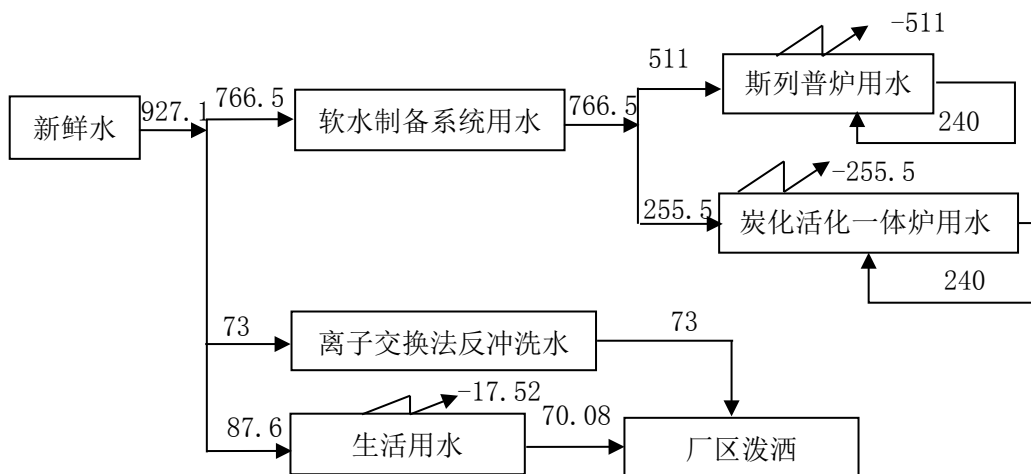 -511
511
斯列普炉用水
927.1
766.5
新鲜水
软水制备系统用水
766.5
240
-255.5
255.5
炭化活化一体炉用水
240
73
离子交换法反冲洗水
73
-17.52
87.6
生活用水
70.08
厂区泼洒